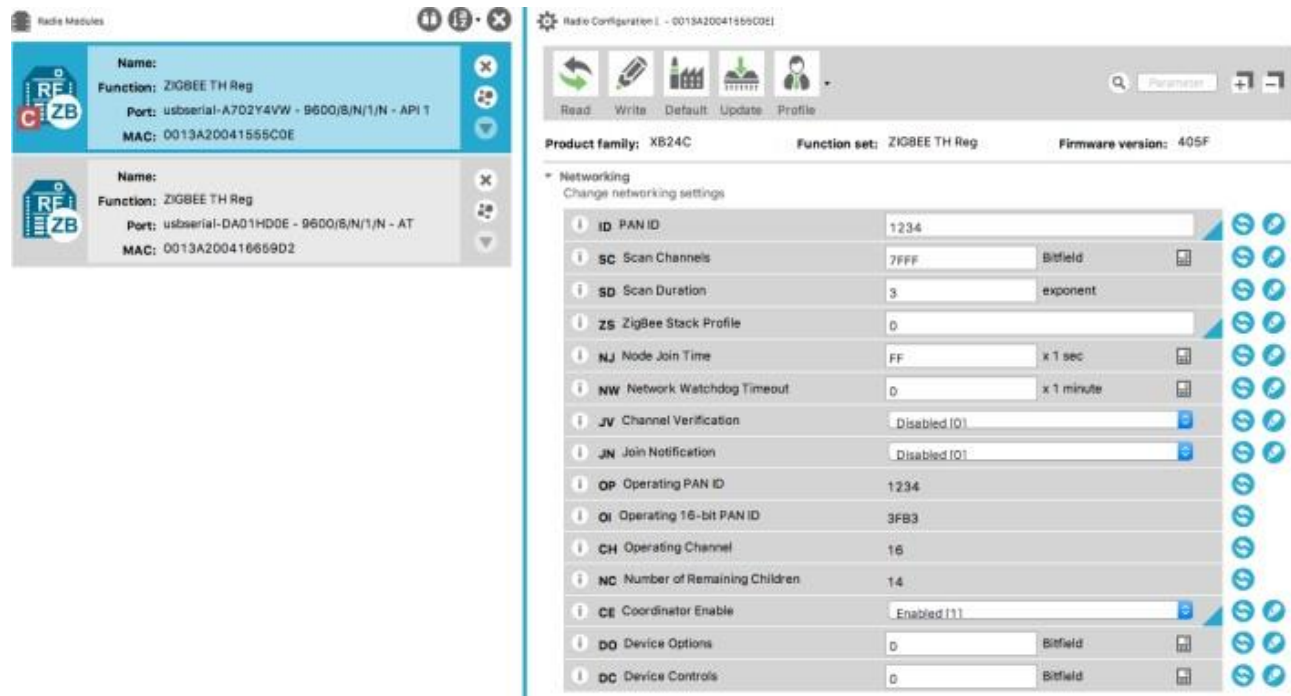 Radio Modules
Name:
Function: ZIGBEE TH Reg
Port: usbserial-A702Y4VW - 9600/8/N/1/N - API 1
MAC: 0013A20041555C0E
RF
C ZB
Name:
Function: ZIGBEE TH Reg
Port: usbserial-DA01HD0E - 9600/8/N/1/N - AT
MAC: 0013A200416659D2
RF
ZB
Radio Configuration [ - 0013A20041555C0E]
Read Write Default Update Profile
Parameter
Product family: XB24C Function set: ZIGBEE TH Reg Firmware version: 405F
Networking
Change networking settings
i ID PAN ID 1234
i SC Scan Channels 7FFF Bitfield
i SD Scan Duration 3 exponent
i ZS ZigBee Stack Profile 0
i NJ Node Join Time FF x 1 sec
i NW Network Watchdog Timeout 0 x 1 minute
i JV Channel Verification Disabled [0]
i JN Join Notification Disabled [0]
i OP Operating PAN ID 1234
i OI Operating 16-bit PAN ID 3FB3
i CH Operating Channel 16
i NC Number of Remaining Children 14
i CE Coordinator Enable Enabled [1]
i DO Device Options 0 Bitfield
i DC Device Controls 0 Bitfield